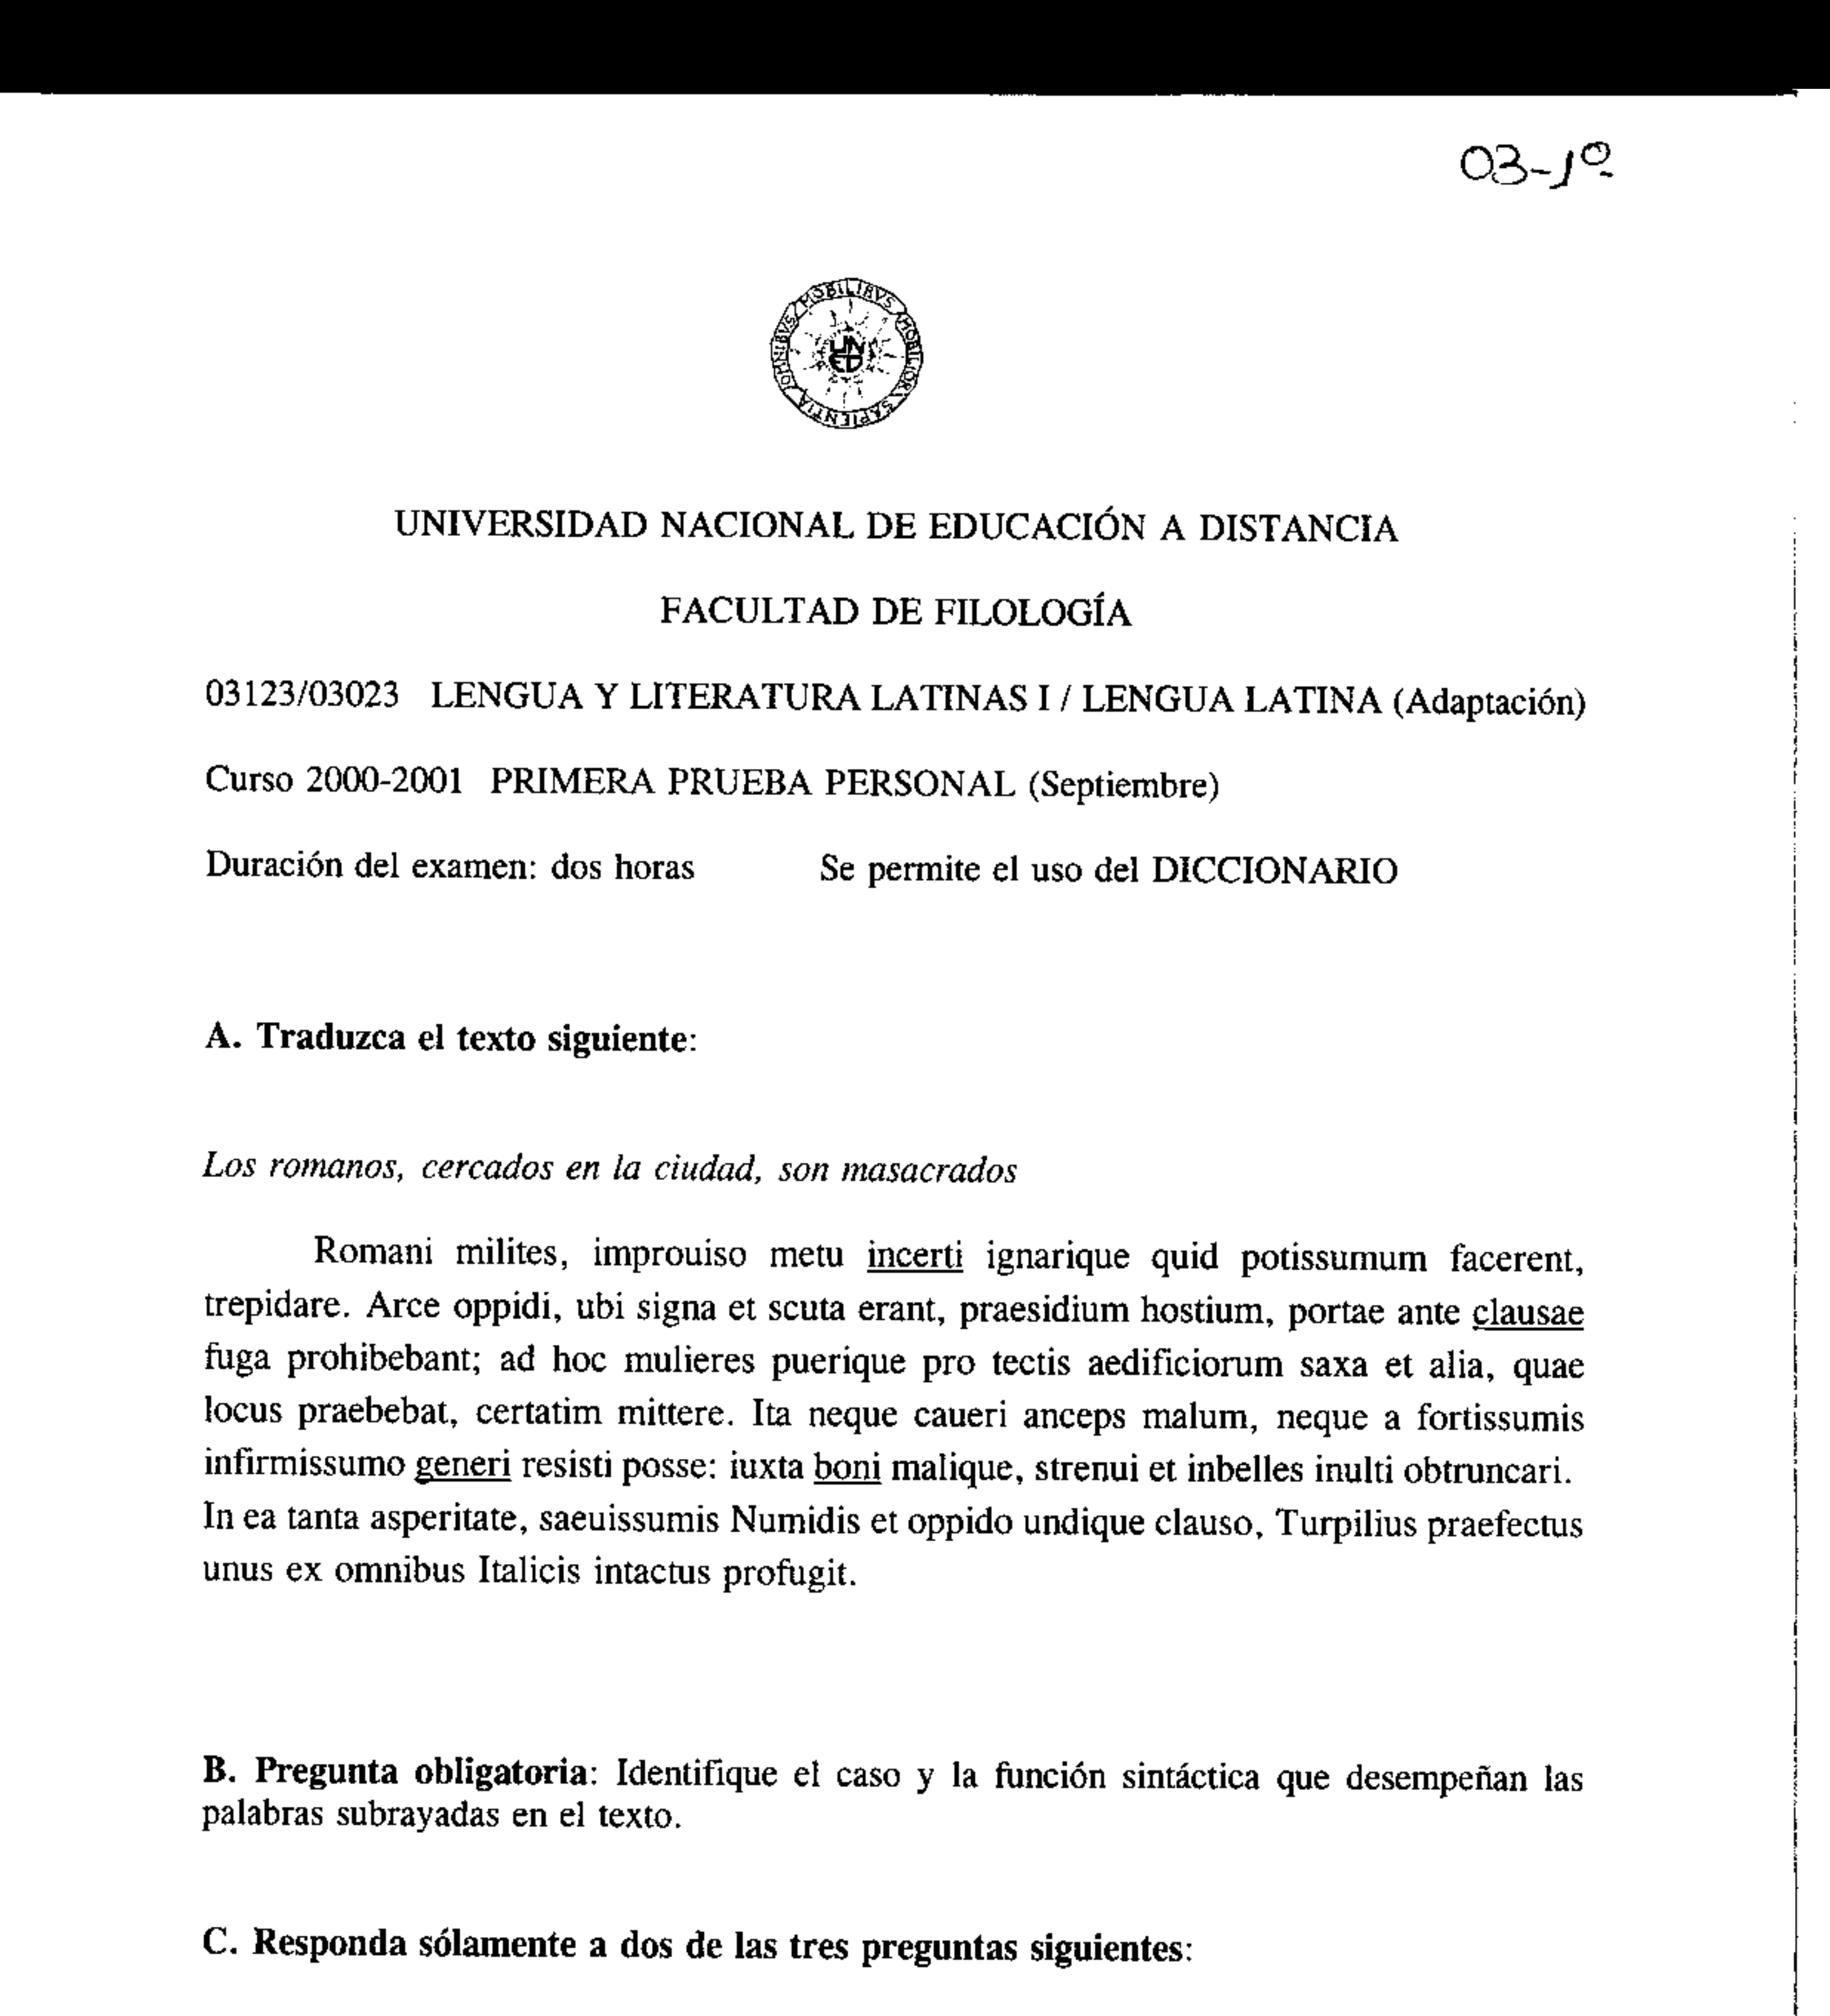 03-1º
OMNIBVS MOBILIBVS MOBILIOR SAPIENTIA
UNED
UNIVERSIDAD NACIONAL DE EDUCACIÓN A DISTANCIA
FACULTAD DE FILOLOGÍA
03123/03023 LENGUA Y LITERATURA LATINAS I / LENGUA LATINA (Adaptación)
Curso 2000-2001 PRIMERA PRUEBA PERSONAL (Septiembre)
Duración del examen: dos horas Se permite el uso del DICCIONARIO
A. Traduzca el texto siguiente:
Los romanos, cercados en la ciudad, son masacrados
Romani milites, improuiso metu incerti ignarique quid potissumum facerent,
trepidare. Arce oppidi, ubi signa et scuta erant, praesidium hostium, portae ante clausae
fuga prohibebant; ad hoc mulieres puerique pro tectis aedificiorum saxa et alia, quae
locus praebebat, certatim mittere. Ita neque caueri anceps malum, neque a fortissumis
infirmissumo generi resisti posse: iuxta boni malique, strenui et inbelles inulti obtruncari.
In ea tanta asperitate, saeuissumis Numidis et oppido undique clauso, Turpilius praefectus
unus ex omnibus Italicis intactus profugit.
B. Pregunta obligatoria: Identifique el caso y la función sintáctica que desempeñan las
palabras subrayadas en el texto.
C. Responda sólamente a dos de las tres preguntas siguientes: